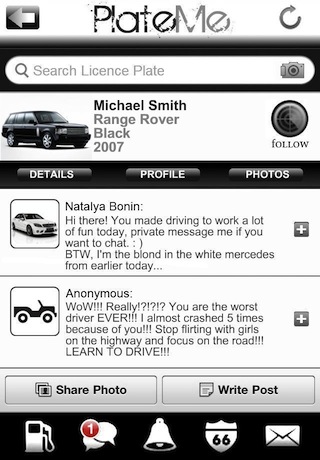 PlateMe
Search Licence Plate
Michael Smith
Range Rover
Black
2007
FOLLOW
DETAILS
PROFILE
PHOTOS
Natalya Bonin:
Hi there! You made driving to work a lot
of fun today, private message me if you
want to chat. : )
BTW, I'm the blond in the white mercedes
from earlier today...
Anonymous:
WoW!!! Really!?!?!? You are the worst
driver EVER!!! I almost crashed 5 times
because of you!!! Stop flirting with girls
on the highway and focus on the road!!!
LEARN TO DRIVE!!!
Share Photo
Write Post
1
66